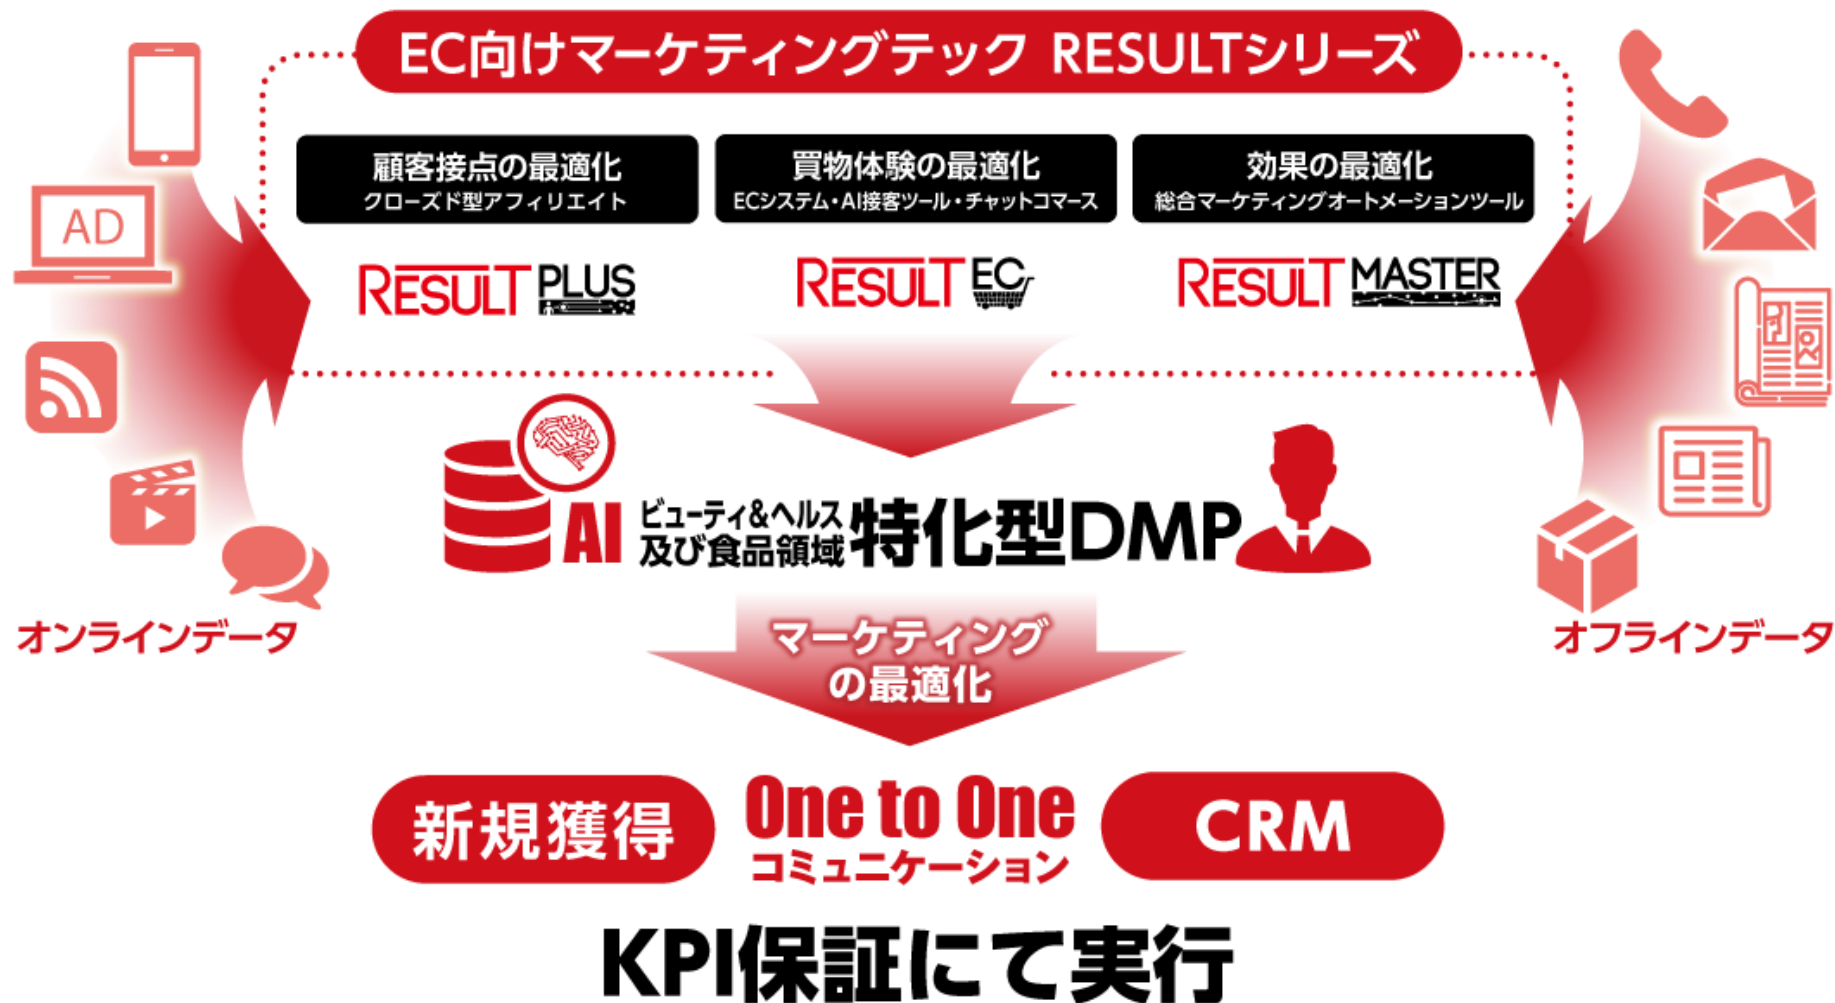 EC向けマーケティングテック RESULTシリーズ
顧客接点の最適化
クローズド型アフィリエイト
買物体験の最適化
ECシステム・AI接客ツール・チャットコマース
効果の最適化
総合マーケティングオートメーションツール
RESULT PLUS
RESULT EC
RESULT MASTER
AD
AI
ビューティ&ヘルス
及び食品領域
特化型DMP
オンラインデータ
オフラインデータ
マーケティング
の最適化
新規獲得
One to One
コミュニケーション
CRM
KPI保証にて実行